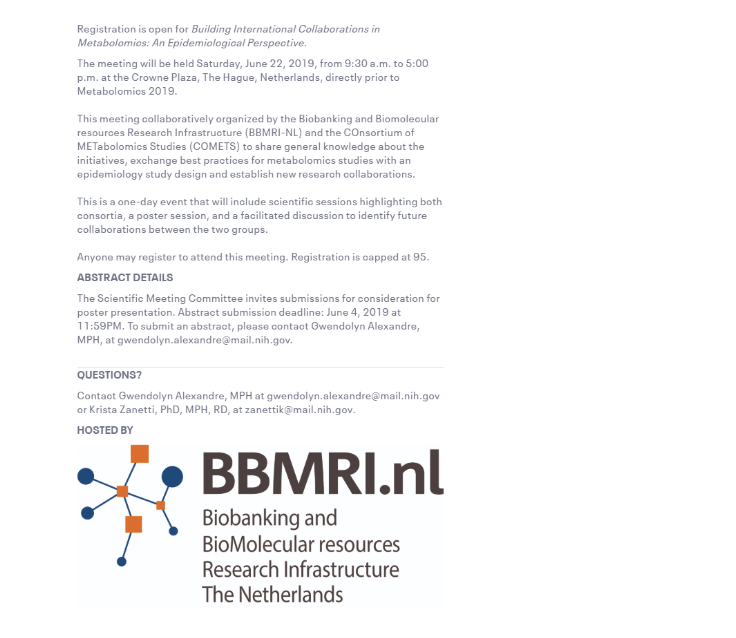 Registration is open for Building International Collaborations in
Metabolomics: An Epidemiological Perspective.
The meeting will be held Saturday, June 22, 2019, from 9:30 a.m. to 5:00
p.m. at the Crowne Plaza, The Hague, Netherlands, directly prior to
Metabolomics 2019.
This meeting collaboratively organized by the Biobanking and Biomolecular
resources Research Infrastructure (BBMRI-NL) and the COnsortium of
METabolomics Studies (COMETS) to share general knowledge about the
initiatives, exchange best practices for metabolomics studies with an
epidemiology study design and establish new research collaborations.
This is a one-day event that will include scientific sessions highlighting both
consortia, a poster session, and a facilitated discussion to identify future
collaborations between the two groups.
Anyone may register to attend this meeting. Registration is capped at 95.
ABSTRACT DETAILS
The Scientific Meeting Committee invites submissions for consideration for
poster presentation. Abstract submission deadline: June 4, 2019 at
11:59PM. To submit an abstract, please contact Gwendolyn Alexandre,
MPH, at gwendolyn.alexandre@mail.nih.gov.
QUESTIONS?
Contact Gwendolyn Alexandre, MPH at gwendolyn.alexandre@mail.nih.gov
or Krista Zanetti, PhD, MPH, RD, at zanettik@mail.nih.gov.
HOSTED BY
BBMRI.nl
Biobanking and
BioMolecular resources
Research Infrastructure
The Netherlands